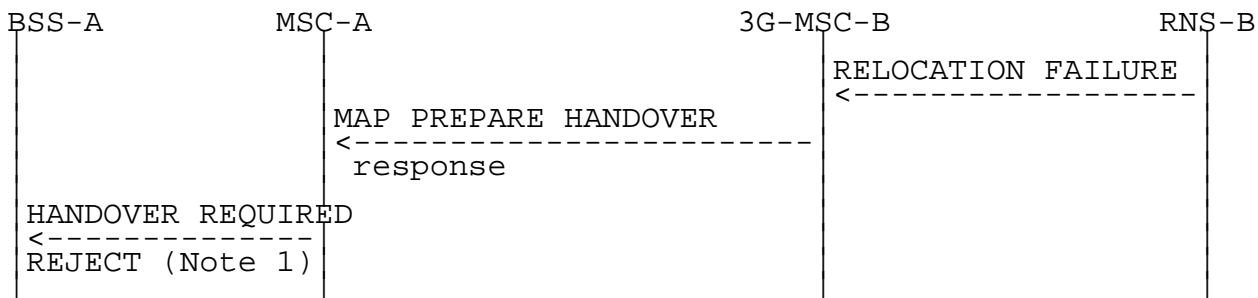 BSS-A MSC-A 3G-MSC-B RNS-B
RELOCATION FAILURE
MAP PREPARE HANDOVER
response
HANDOVER REQUIRED
REJECT (Note 1)